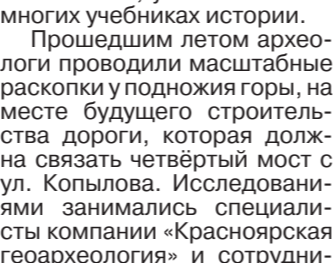 многих учебниках истории.
Прошедшим летом архео-
логи проводили масштабные
раскопки у подножия горы, на
месте будущего строитель-
ства дороги, которая долж-
на связать четвёртый мост с
ул. Копылова. Исследовани-
ями занимались специали-
сты компании «Красноярская
геоархеология» и сотрудни-